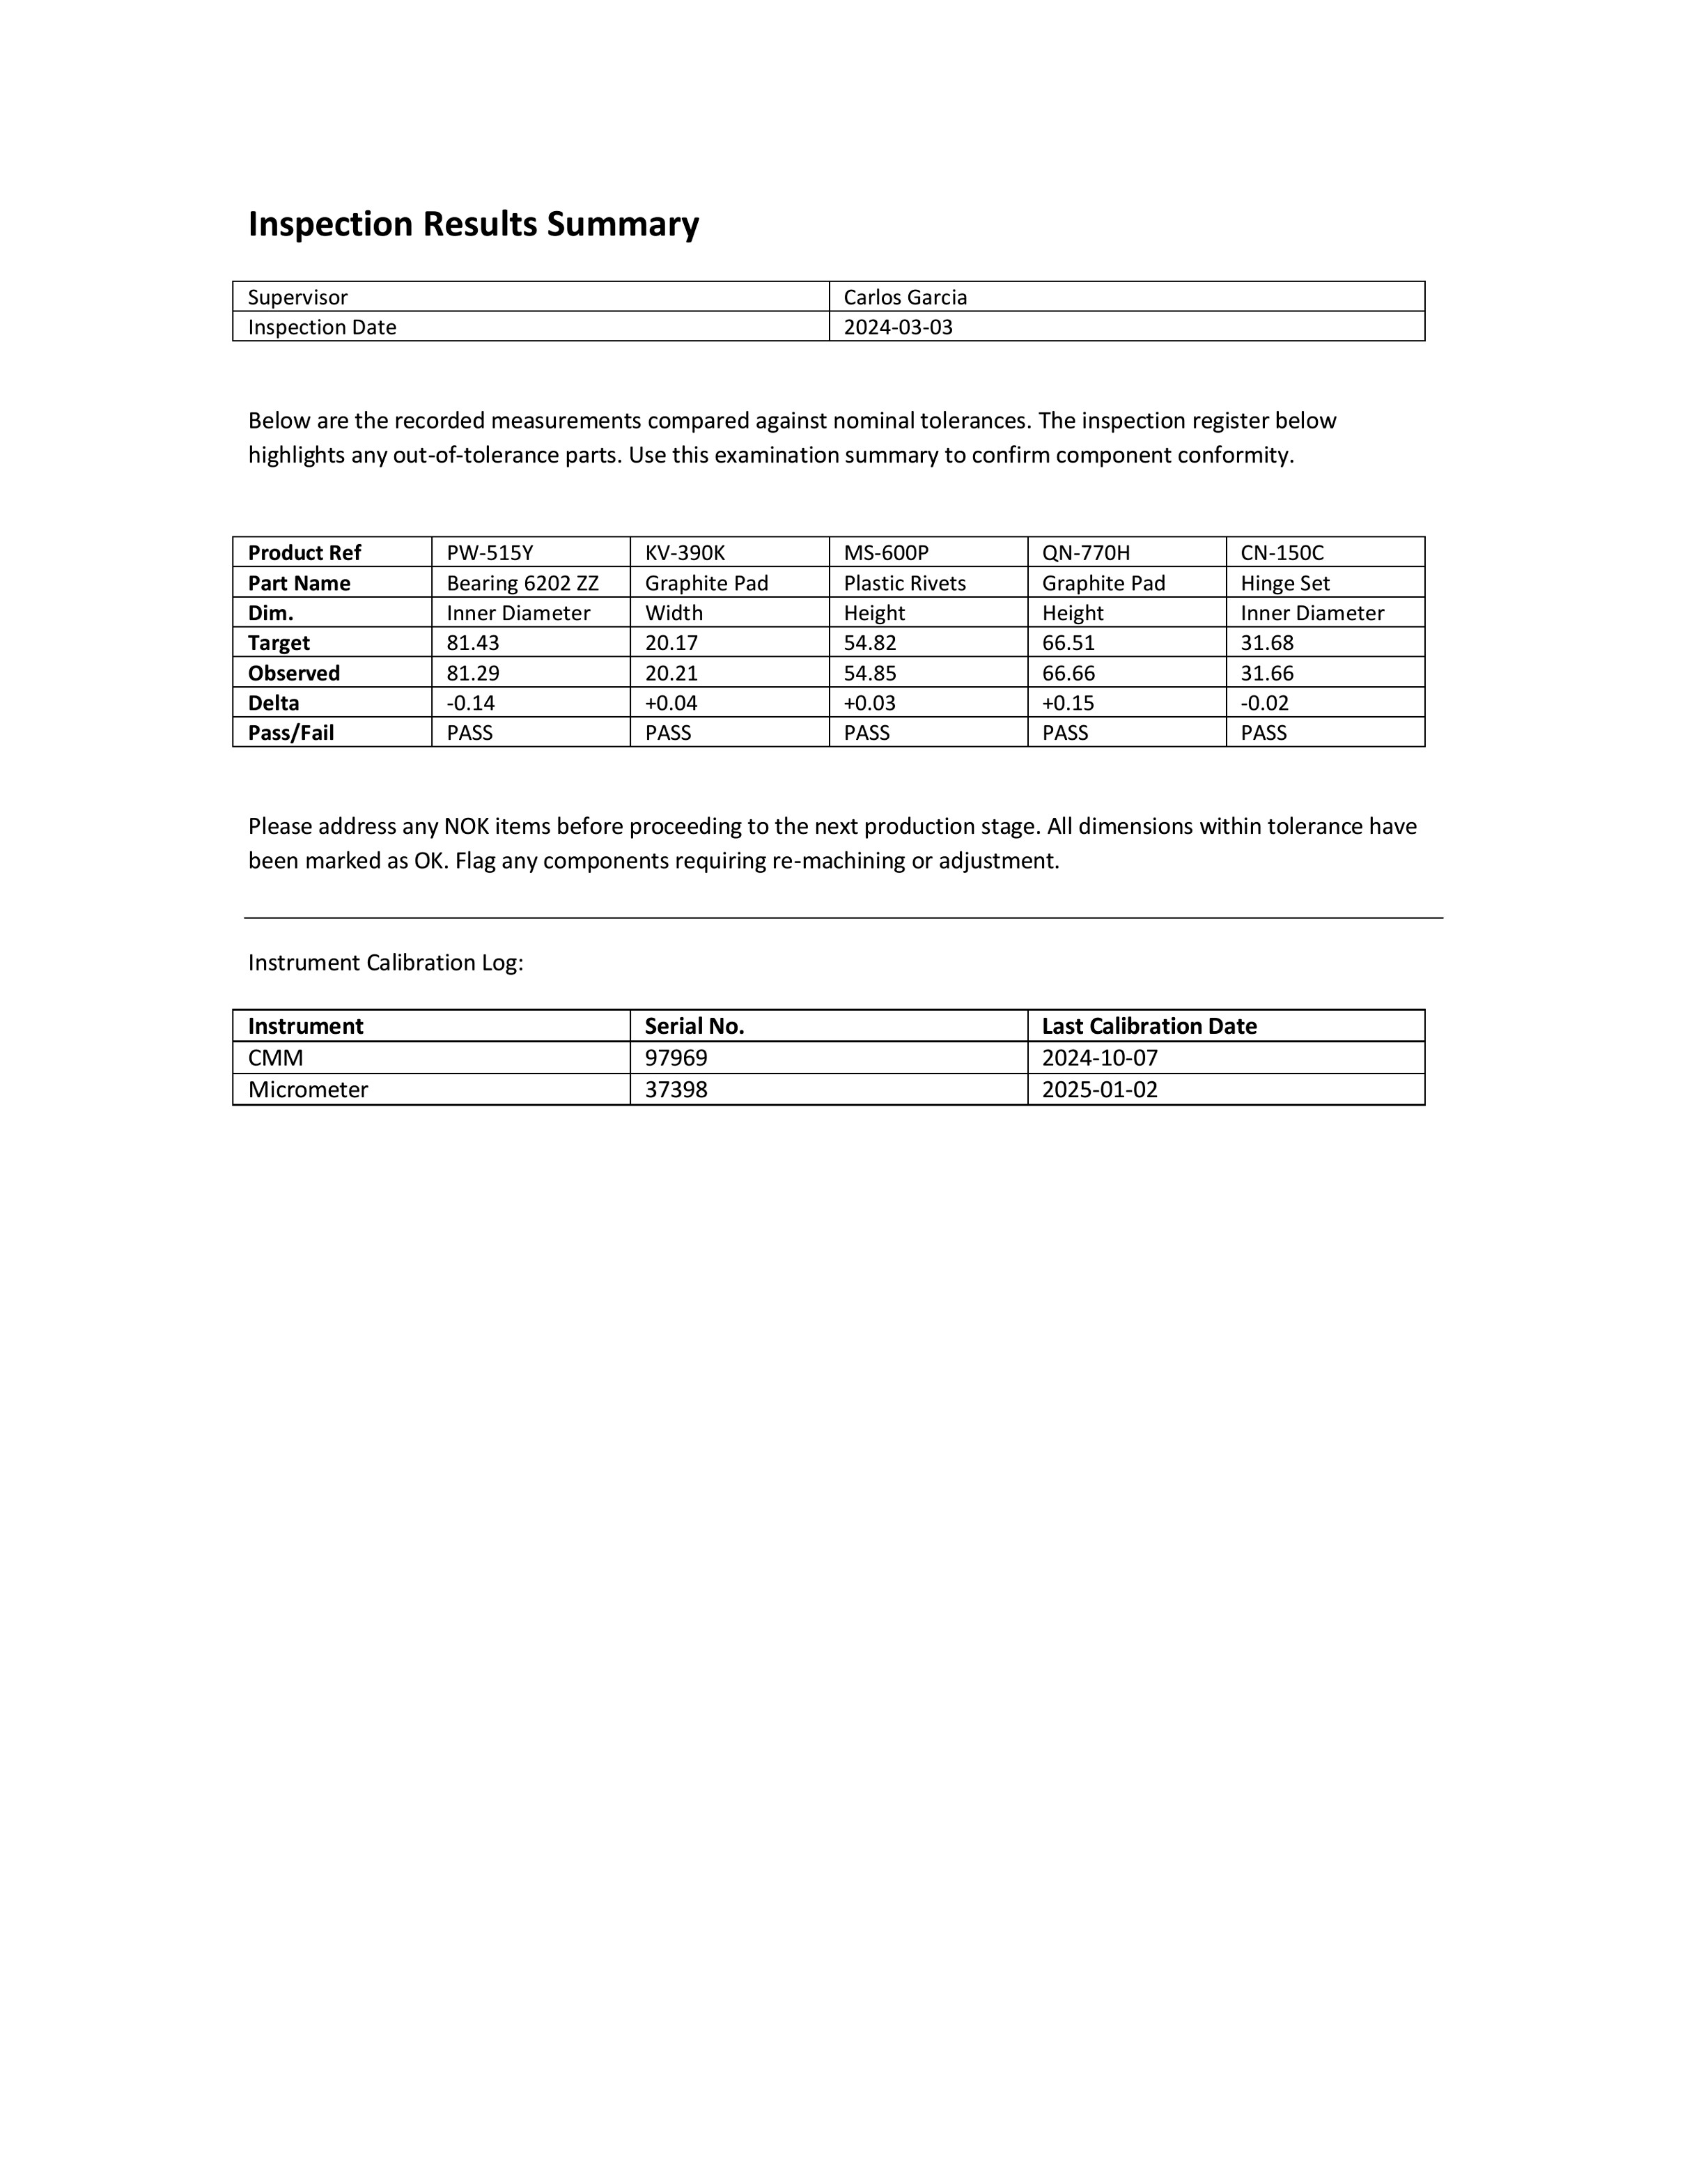 Inspection Results Summary
Supervisor Carlos Garcia
Inspection Date 2024-03-03
Below are the recorded measurements compared against nominal tolerances. The inspection register below
highlights any out-of-tolerance parts. Use this examination summary to confirm component conformity.
Product Ref PW-515Y KV-390K MS-600P QN-770H CN-150C
Part Name Bearing 6202 ZZ Graphite Pad Plastic Rivets Graphite Pad Hinge Set
Dim. Inner Diameter Width Height Height Inner Diameter
Target 81.43 20.17 54.82 66.51 31.68
Observed 81.29 20.21 54.85 66.66 31.66
Delta -0.14 +0.04 +0.03 +0.15 -0.02
Pass/Fail PASS PASS PASS PASS PASS
Please address any NOK items before proceeding to the next production stage. All dimensions within tolerance have
been marked as OK. Flag any components requiring re-machining or adjustment.
Instrument Calibration Log:
Instrument Serial No. Last Calibration Date
CMM 97969 2024-10-07
Micrometer 37398 2025-01-02